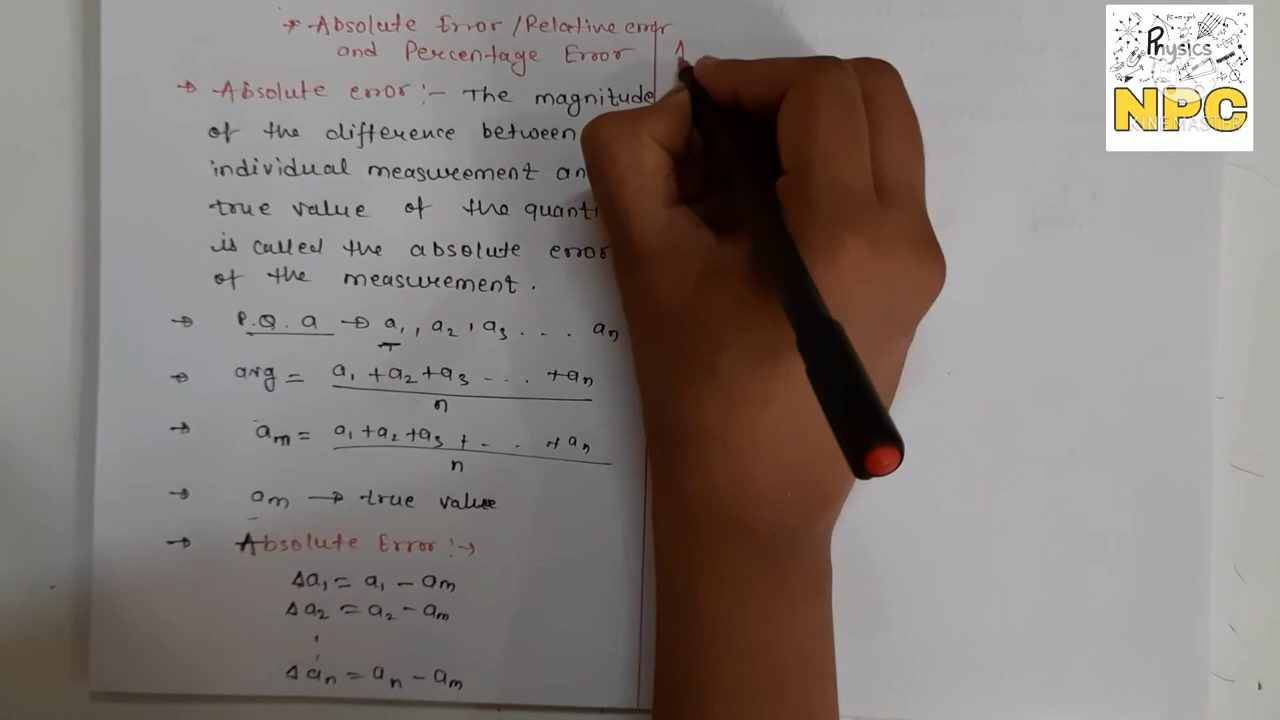 * Absolute Error / Relative error
and Percentage Error
→ Absolute error :- The magnitude
of the difference between
individual measurement
true value of the
is called the absolute error
of the measurement.
→ P.Q. a → a₁, a₂, a₃ . . . aₙ
→ avg = a₁ + a₂ + a₃ - . . . + aₙ
n
→ aₘ = a₁ + a₂ + a₃ + - . . + aₙ
n
→ aₘ → true value
→ Absolute Error :→
Δa₁ = a₁ - aₘ
Δa₂ = a₂ - aₘ
⋮
Δaₙ = aₙ - aₘ
Physics
NPC
KINEMASTER